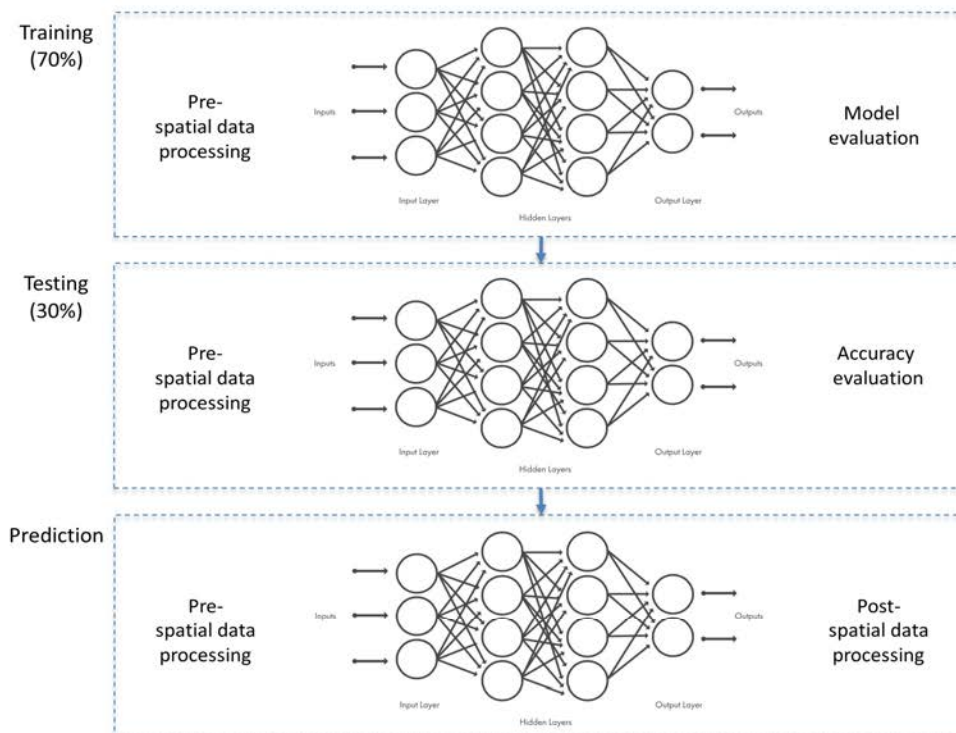 Training
(70%)
Pre-
spatial data
processing
Inputs
Input Layer
Hidden Layers
Output Layer
Outputs
Model
evaluation
Testing
(30%)
Pre-
spatial data
processing
Inputs
Input Layer
Hidden Layers
Output Layer
Outputs
Accuracy
evaluation
Prediction
Pre-
spatial data
processing
Inputs
Input Layer
Hidden Layers
Output Layer
Outputs
Post-
spatial data
processing